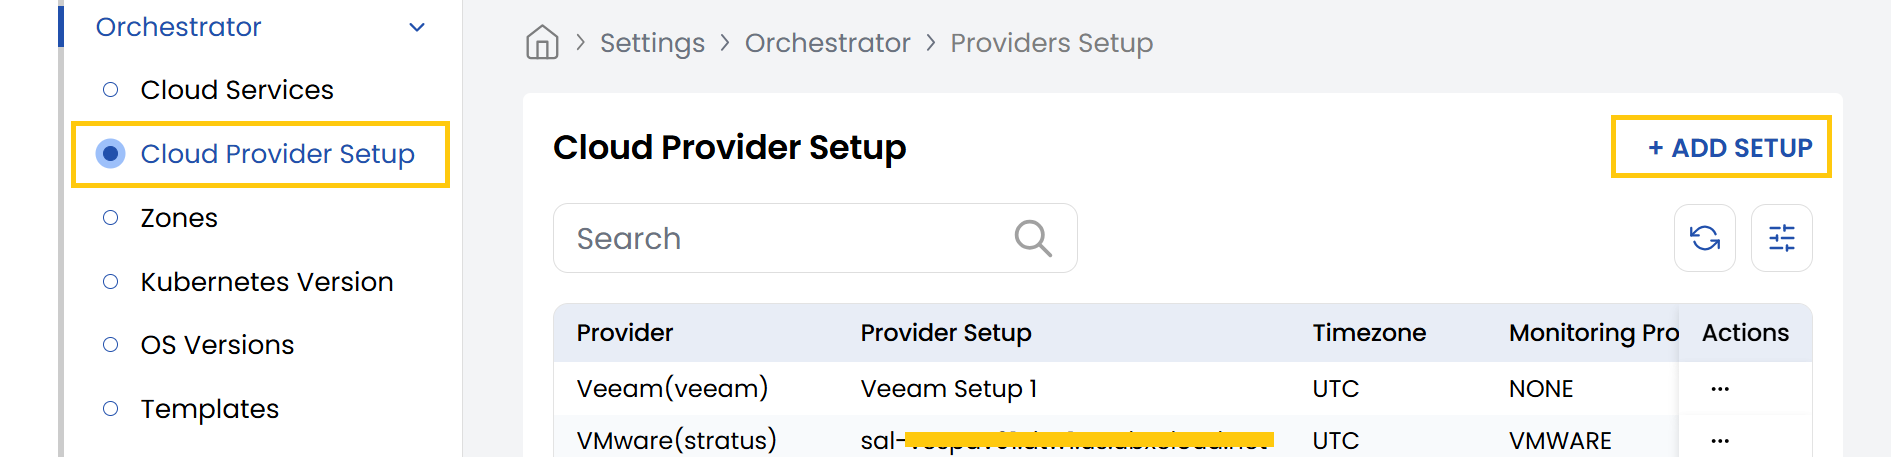 Orchestrator
Cloud Services
Cloud Provider Setup
Zones
Kubernetes Version
OS Versions
Templates
Settings > Orchestrator > Providers Setup
Cloud Provider Setup
+ ADD SETUP
Search
Provider Provider Setup Timezone Monitoring Pro Actions
Veeam(veeam) Veeam Setup 1 UTC NONE ···
VMware(stratus) sal- UTC VMWARE ···